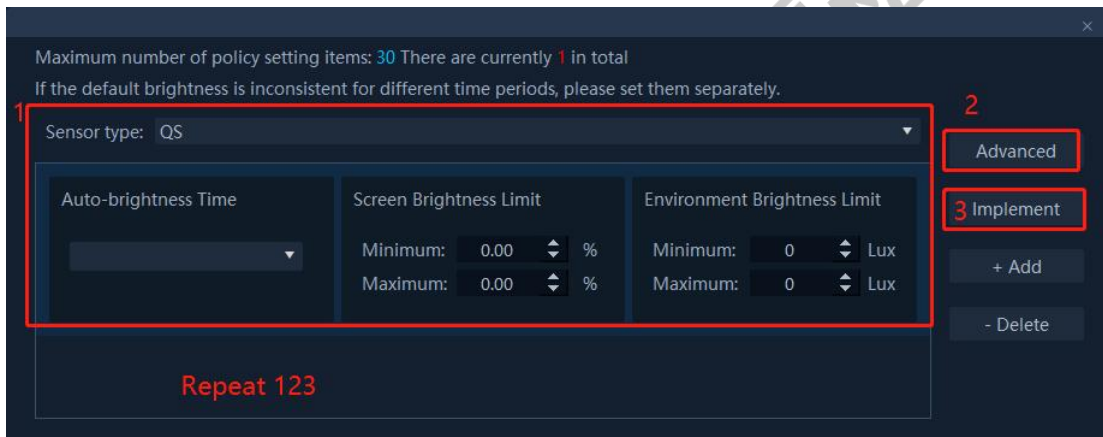 ×
Maximum number of policy setting items: 30 There are currently 1 in total
If the default brightness is inconsistent for different time periods, please set them separately.
1
2
Sensor type: QS
Advanced
Auto-brightness Time
Screen Brightness Limit
Environment Brightness Limit
3 Implement
Minimum: 0.00 %
Minimum: 0 Lux
Maximum: 0.00 %
Maximum: 0 Lux
+ Add
- Delete
Repeat 123